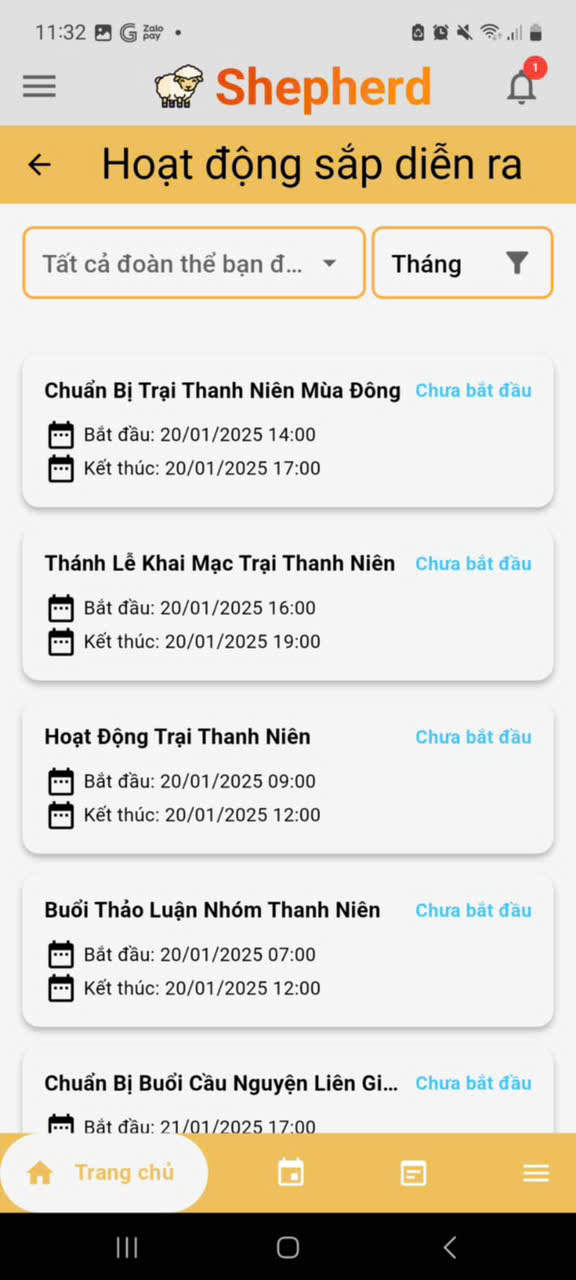 11:32
Zalo pay
Shepherd
1
Hoạt động sắp diễn ra
Tất cả đoàn thể bạn đ...
Tháng
Chuẩn Bị Trại Thanh Niên Mùa Đông Chưa bắt đầu
Bắt đầu: 20/01/2025 14:00
Kết thúc: 20/01/2025 17:00
Thánh Lễ Khai Mạc Trại Thanh Niên Chưa bắt đầu
Bắt đầu: 20/01/2025 16:00
Kết thúc: 20/01/2025 19:00
Hoạt Động Trại Thanh Niên Chưa bắt đầu
Bắt đầu: 20/01/2025 09:00
Kết thúc: 20/01/2025 12:00
Buổi Thảo Luận Nhóm Thanh Niên Chưa bắt đầu
Bắt đầu: 20/01/2025 07:00
Kết thúc: 20/01/2025 12:00
Chuẩn Bị Buổi Cầu Nguyện Liên Gi... Chưa bắt đầu
Bắt đầu: 21/01/2025 17:00
Trang chủ